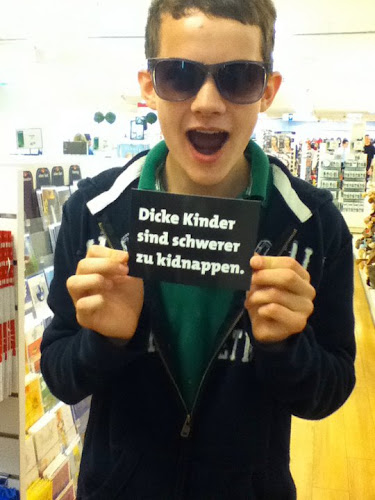 Dicke Kinder
sind schwerer
zu kidnappen.